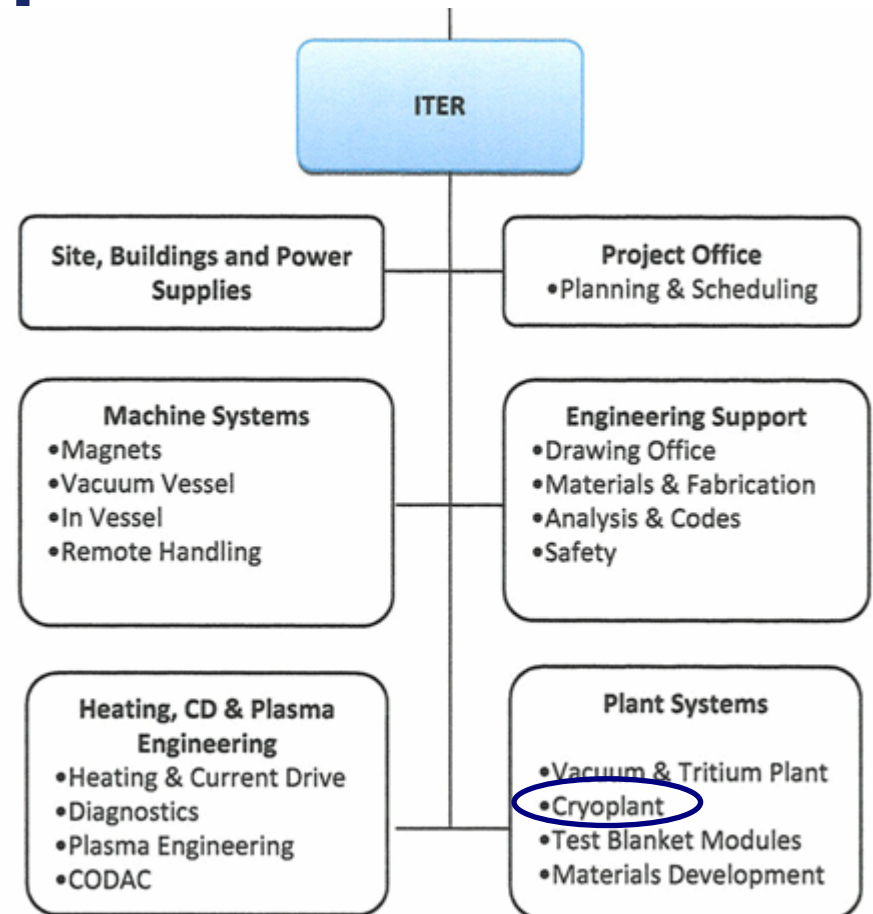 ITER
Site, Buildings and Power
Supplies
Project Office
•Planning & Scheduling
Machine Systems
•Magnets
•Vacuum Vessel
•In Vessel
•Remote Handling
Engineering Support
•Drawing Office
•Materials & Fabrication
•Analysis & Codes
•Safety
Heating, CD & Plasma
Engineering
•Heating & Current Drive
•Diagnostics
•Plasma Engineering
•CODAC
Plant Systems
•Vacuum & Tritium Plant
•Cryoplant
•Test Blanket Modules
•Materials Development